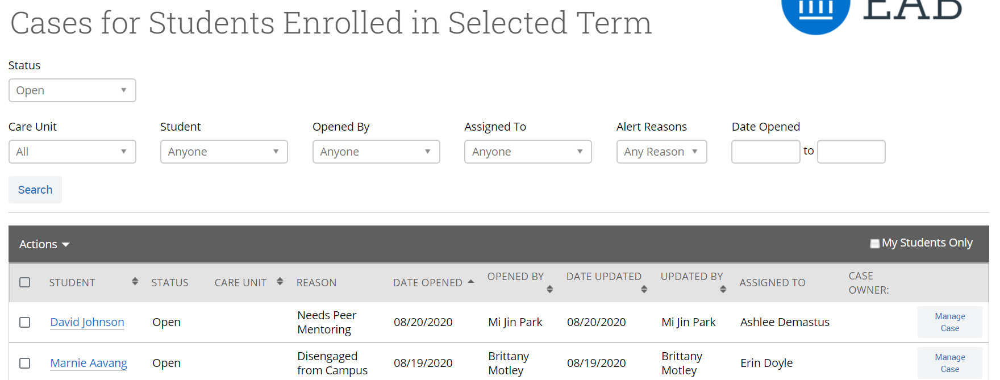 Cases for Students Enrolled in Selected Term
EAB
Status
Open
Care Unit Student Opened By Assigned To Alert Reasons Date Opened
All Anyone Anyone Anyone Any Reason to
Search
Actions My Students Only
STUDENT STATUS CARE UNIT REASON DATE OPENED OPENED BY DATE UPDATED UPDATED BY ASSIGNED TO CASE
OWNER:
David Johnson Open Needs Peer 08/20/2020 Mi Jin Park 08/20/2020 Mi Jin Park Ashlee Demastus Manage
Mentoring Case
Marnie Aavang Open Disengaged 08/19/2020 Brittany 08/19/2020 Brittany Erin Doyle Manage
from Campus Motley Motley Case